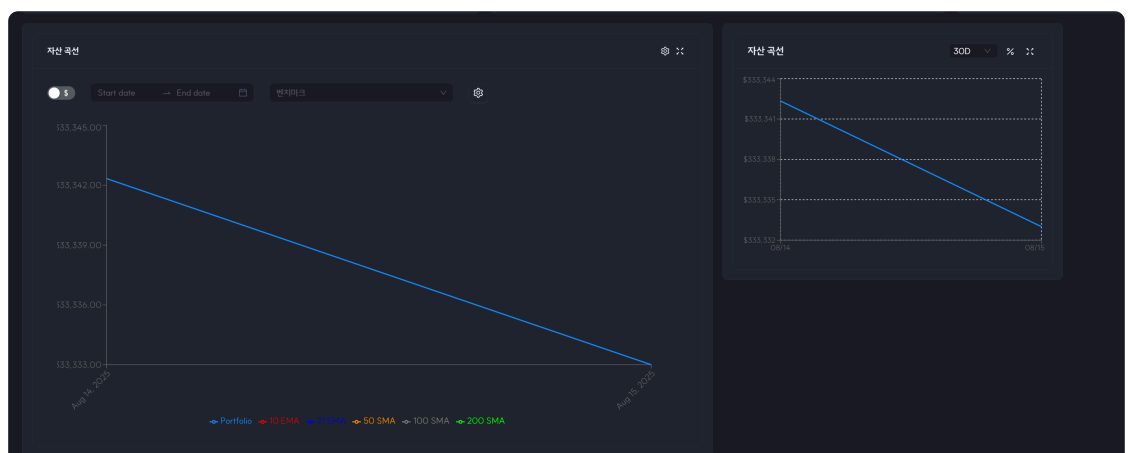 자산 곡선
$
Start date → End date
벤치마크
133,345.00
133,342.00
133,339.00
133,336.00
133,333.00
Aug 14, 2025
Aug 15, 2025
Portfolio 10 EMA 50 SMA 100 SMA 200 SMA
자산 곡선
30D %
$333,344
$333,341
$333,338
$333,335
$333,332
08/14
08/15